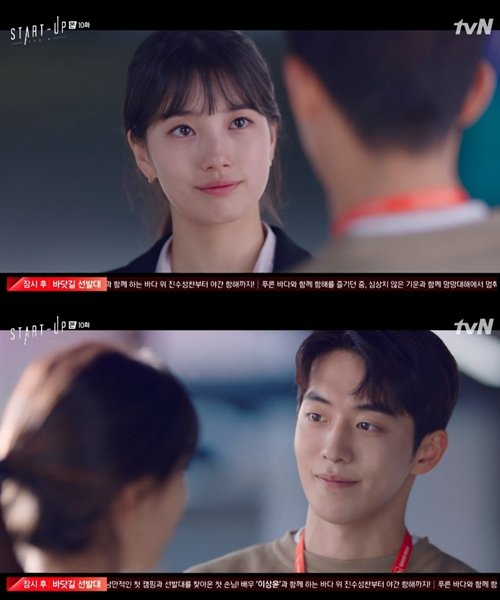 START-UP 본 10화
tvN
잠시 후 바닷길 선발대 과 함께 하는 바다 위 진수성찬부터 야간 항해까지! | 푸른 바다와 함께 항해를 즐기던 중, 심상치 않은 기운과 함께 망망대해에서 멈춰
START-UP 본 10화
tvN
잠시 후 바닷길 선발대 낭만적인 첫 캠핑과 선발대를 찾아온 첫 손님! 배우 '이상윤'과 함께 하는 바다 위 진수성찬부터 야간 항해까지! | 푸른 바다와 함께 항